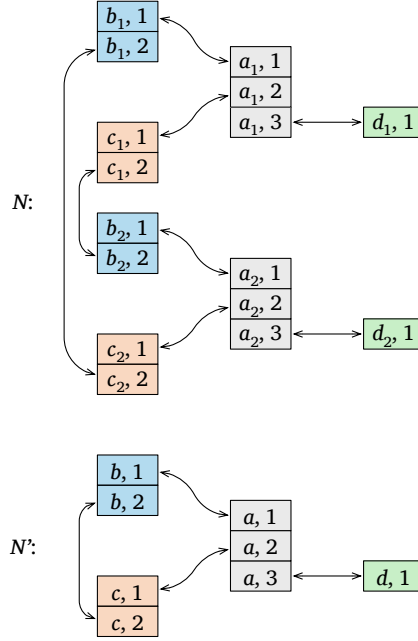 b₁, 1
b₁, 2
a₁, 1
a₁, 2
a₁, 3
d₁, 1
c₁, 1
c₁, 2
N:
b₂, 1
b₂, 2
a₂, 1
a₂, 2
a₂, 3
d₂, 1
c₂, 1
c₂, 2
b, 1
b, 2
N’:
a, 1
a, 2
a, 3
d, 1
c, 1
c, 2